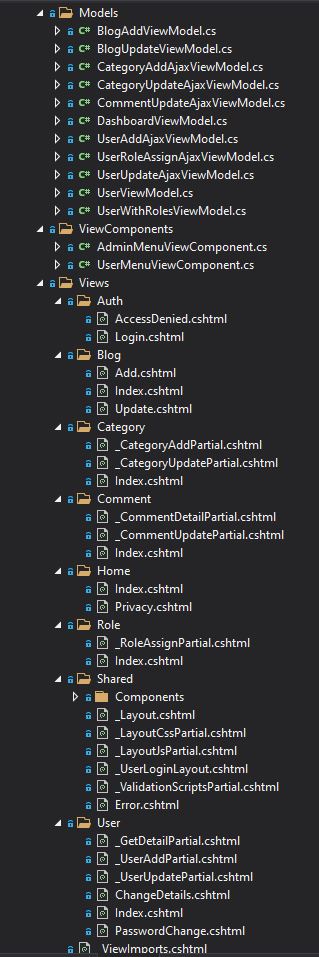 Models
C# BlogAddViewModel.cs
C# BlogUpdateViewModel.cs
C# CategoryAddAjaxViewModel.cs
C# CategoryUpdateAjaxViewModel.cs
C# CommentUpdateAjaxViewModel.cs
C# DashboardViewModel.cs
C# UserAddAjaxViewModel.cs
C# UserRoleAssignAjaxViewModel.cs
C# UserUpdateAjaxViewModel.cs
C# UserViewModel.cs
C# UserWithRolesViewModel.cs
ViewComponents
C# AdminMenuViewComponent.cs
C# UserMenuViewComponent.cs
Views
Auth
AccessDenied.cshtml
Login.cshtml
Blog
Add.cshtml
Index.cshtml
Update.cshtml
Category
_CategoryAddPartial.cshtml
_CategoryUpdatePartial.cshtml
Index.cshtml
Comment
_CommentDetailPartial.cshtml
_CommentUpdatePartial.cshtml
Index.cshtml
Home
Index.cshtml
Privacy.cshtml
Role
_RoleAssignPartial.cshtml
Index.cshtml
Shared
Components
_Layout.cshtml
_LayoutCssPartial.cshtml
_LayoutJsPartial.cshtml
_UserLoginLayout.cshtml
_ValidationScriptsPartial.cshtml
Error.cshtml
User
_GetDetailPartial.cshtml
_UserAddPartial.cshtml
_UserUpdatePartial.cshtml
ChangeDetails.cshtml
Index.cshtml
PasswordChange.cshtml
_ViewImports.cshtml